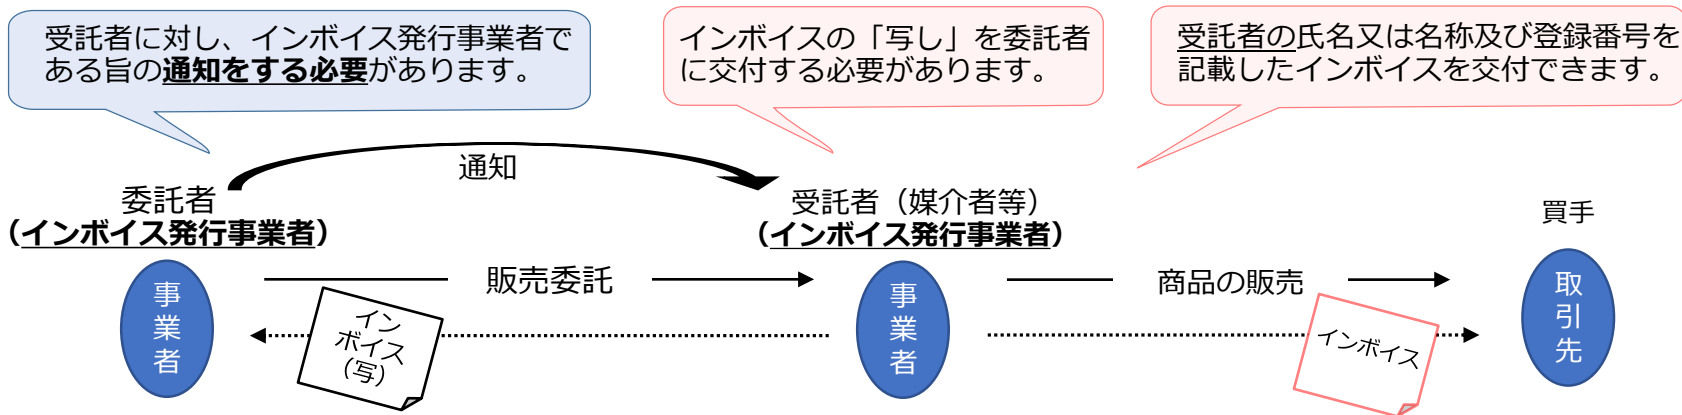 受託者に対し、インボイス発行事業者で
ある旨の通知をする必要があります。
インボイスの「写し」を委託者
に交付する必要があります。
受託者の氏名又は名称及び登録番号を
記載したインボイスを交付できます。
通知
委託者
（インボイス発行事業者）
受託者（媒介者等）
（インボイス発行事業者）
買手
事業者
販売委託
事業者
商品の販売
取引先
イン
ボイス
（写）
インボイス